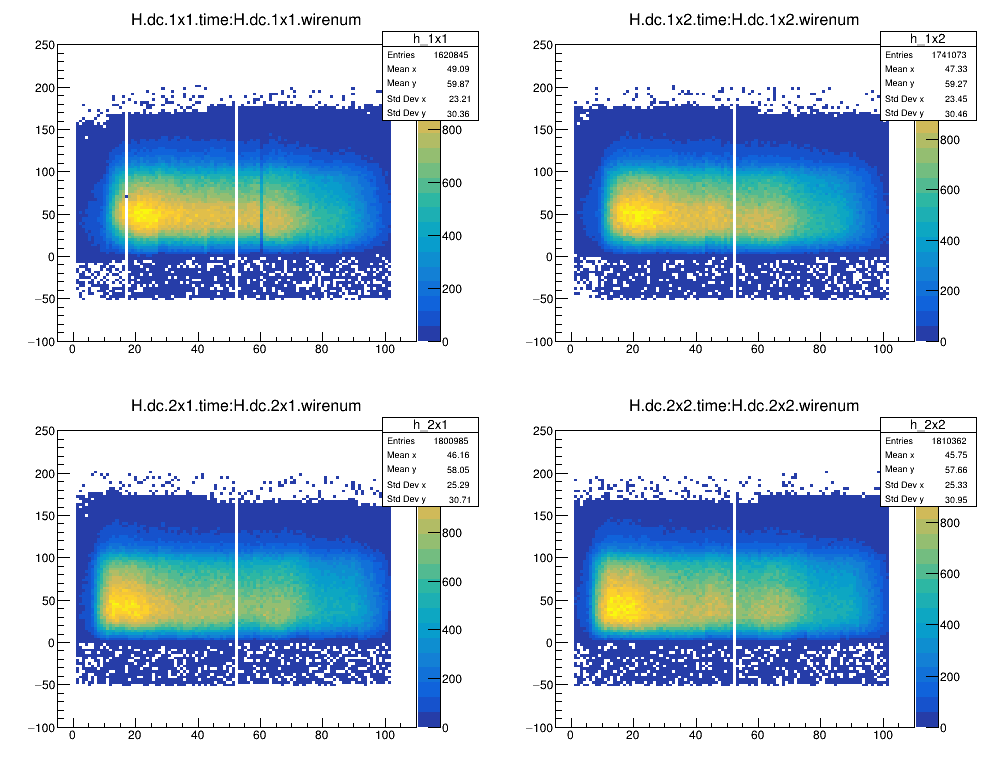 H.dc.1x1.time:H.dc.1x1.wirenum
h_1x1
Entries 1620845
Mean x 49.09
Mean y 59.87
Std Dev x 23.21
Std Dev y 30.36
250
200
150
100
50
0
−50
−100
0 20 40 60 80 100
800
600
400
200
0
H.dc.1x2.time:H.dc.1x2.wirenum
h_1x2
Entries 1741073
Mean x 47.33
Mean y 59.27
Std Dev x 23.45
Std Dev y 30.46
250
200
150
100
50
0
−50
−100
0 20 40 60 80 100
800
600
400
200
0
H.dc.2x1.time:H.dc.2x1.wirenum
h_2x1
Entries 1800985
Mean x 46.16
Mean y 58.05
Std Dev x 25.29
Std Dev y 30.71
250
200
150
100
50
0
−50
−100
0 20 40 60 80 100
800
600
400
200
0
H.dc.2x2.time:H.dc.2x2.wirenum
h_2x2
Entries 1810362
Mean x 45.75
Mean y 57.66
Std Dev x 25.33
Std Dev y 30.95
250
200
150
100
50
0
−50
−100
0 20 40 60 80 100
800
600
400
200
0